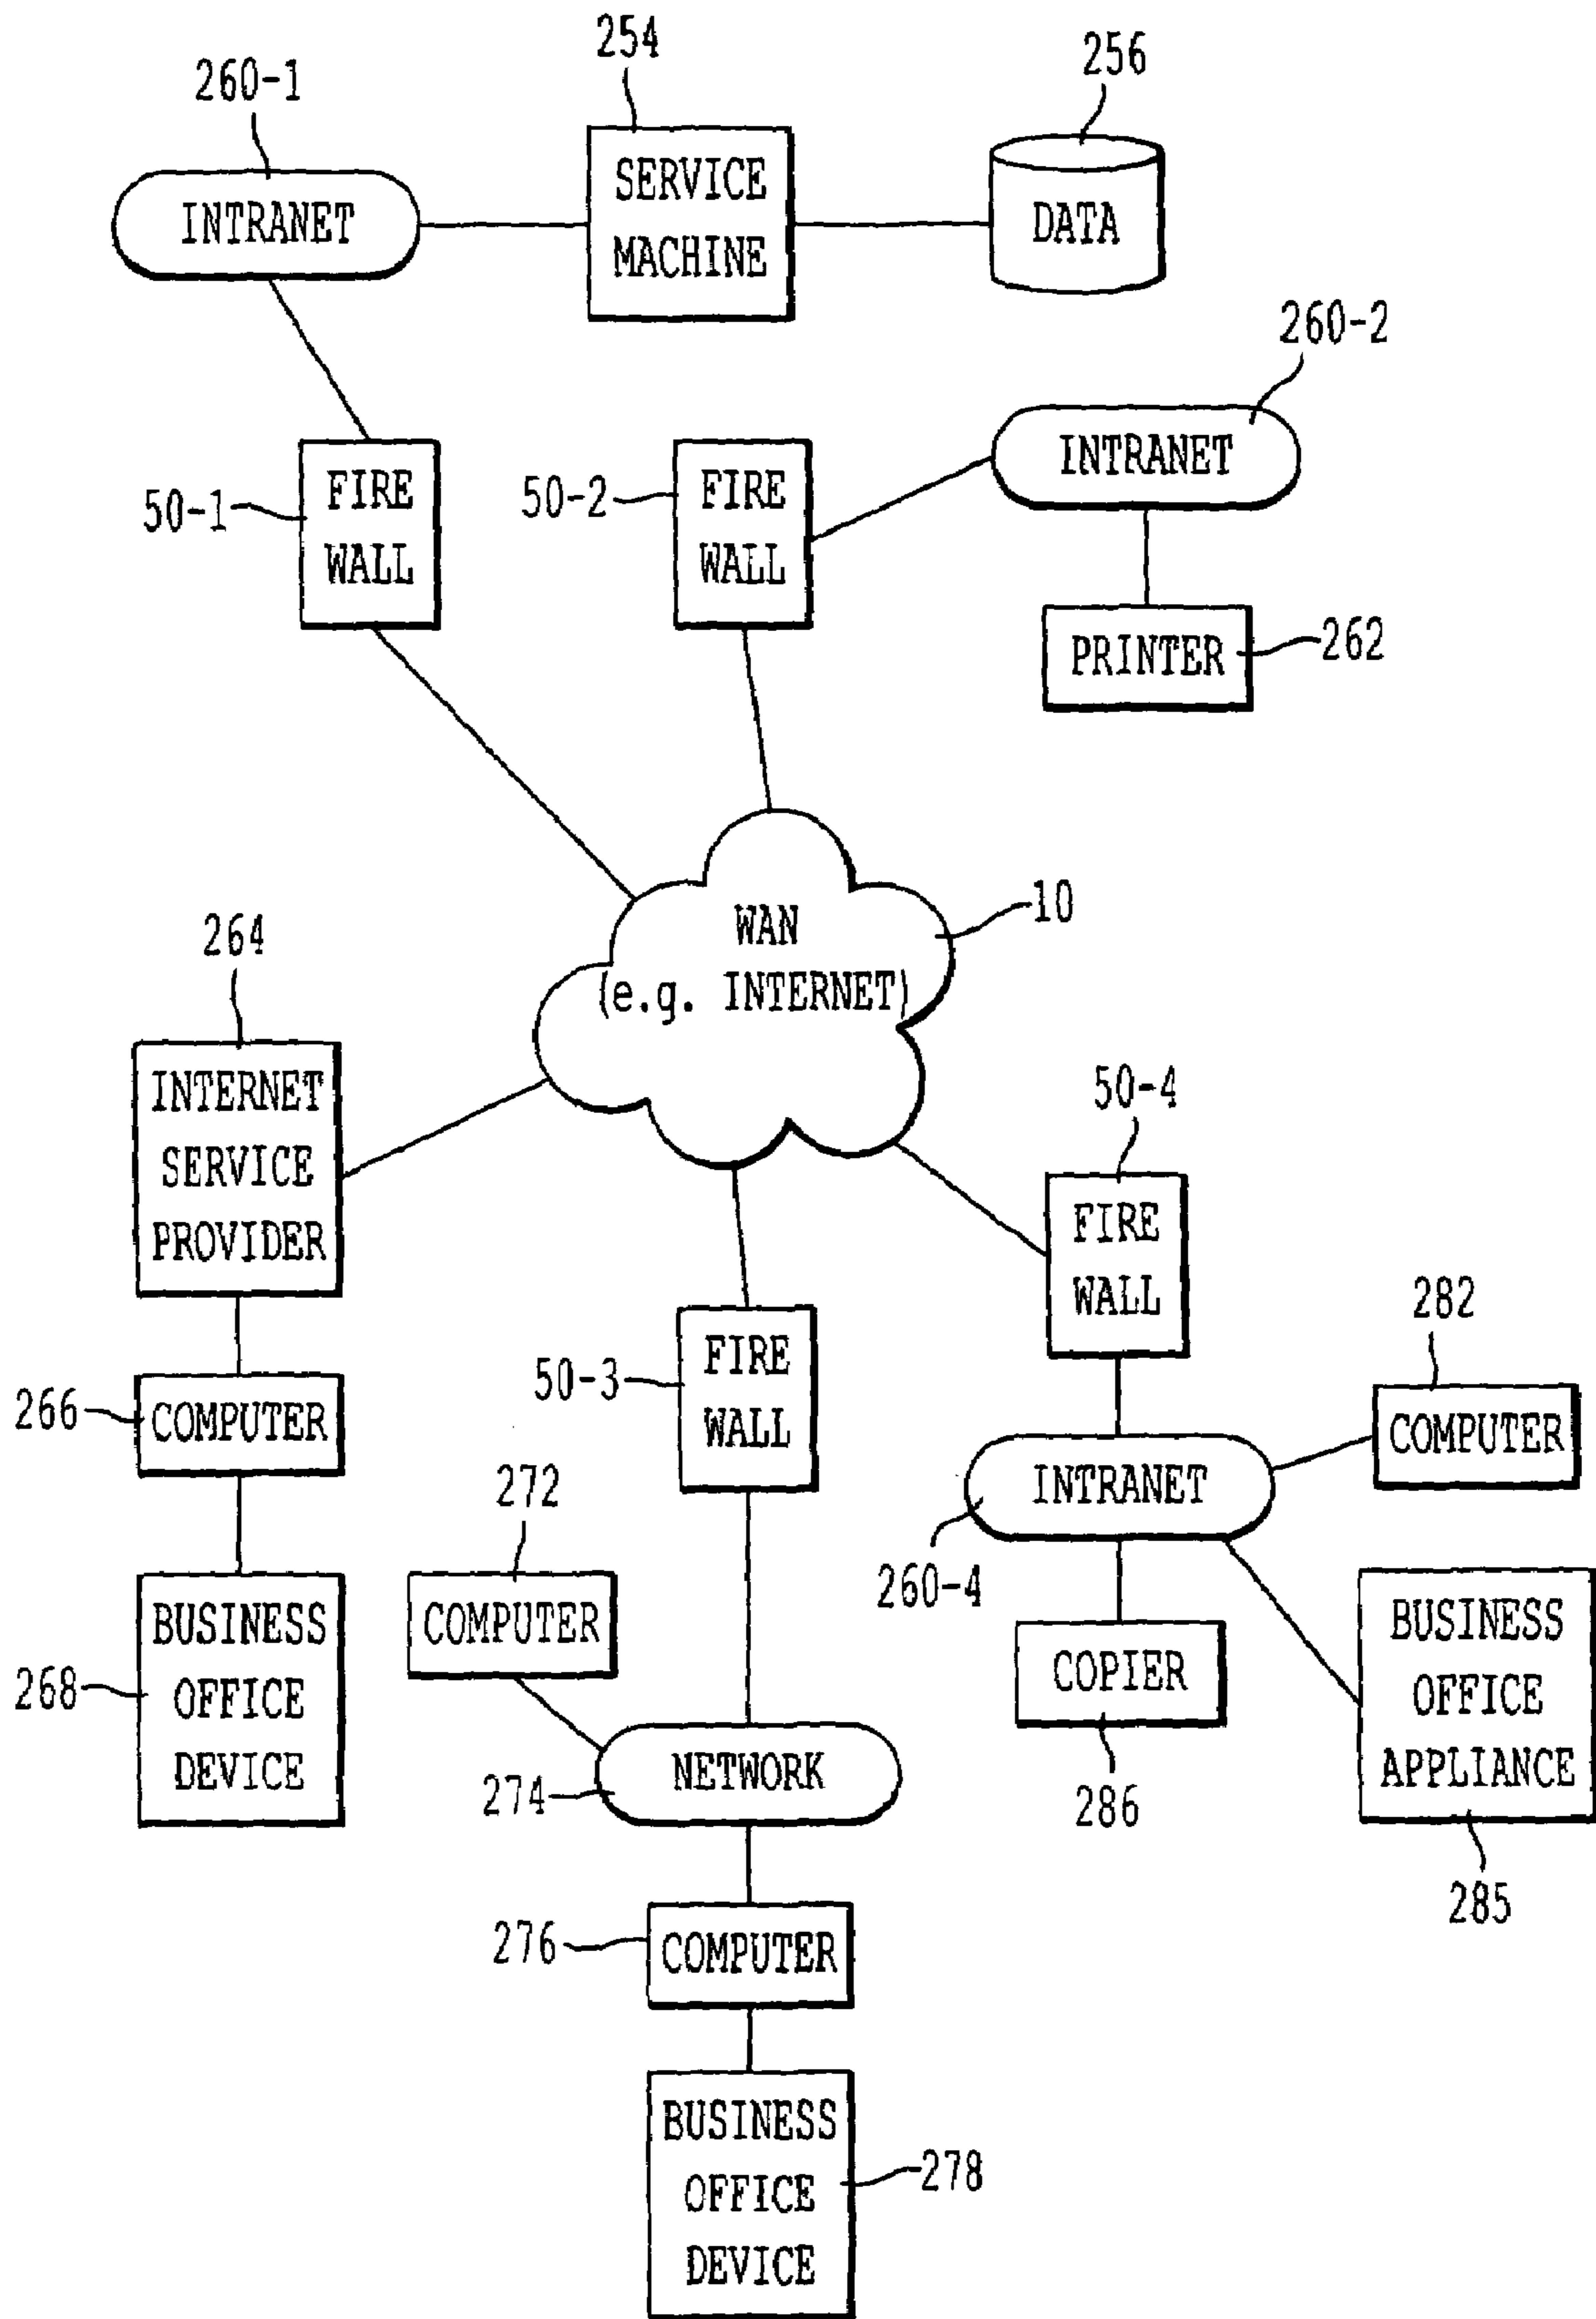 254
256
260-1
SERVICE
MACHINE
INTRANET
DATA
260-2
INTRANET
50-1
FIRE
WALL
50-2
FIRE
WALL
PRINTER
262
10
WAN
(e.g. INTERNET)
264
INTERNET
SERVICE
PROVIDER
50-4
FIRE
WALL
282
COMPUTER
266
COMPUTER
50-3
FIRE
WALL
INTRANET
260-4
272
COMPUTER
268
BUSINESS
OFFICE
DEVICE
COPIER
286
BUSINESS
OFFICE
APPLIANCE
285
NETWORK
274
276
COMPUTER
BUSINESS
OFFICE
DEVICE
278